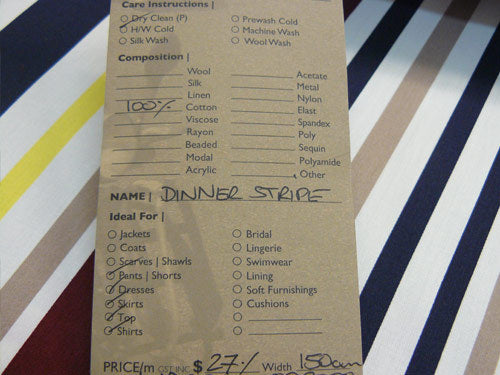 Care Instructions |
Dry Clean (P) Prewash Cold
H/W Cold Machine Wash
Silk Wash Wool Wash
Composition |
Wool Acetate
Silk Metal
Linen Nylon
100% Cotton Elast
Viscose Spandex
Rayon Poly
Beaded Sequin
Modal Polyamide
Acrylic Other
NAME | DINNER STRIPE
Ideal For |
Jackets Bridal
Coats Lingerie
Scarves | Shawls Swimwear
Pents | Shorts Lining
Dresses Soft Furnishings
Skirts Cushions
Top
Shirts
PRICE/m GST INC $ 27/ Width 150cm